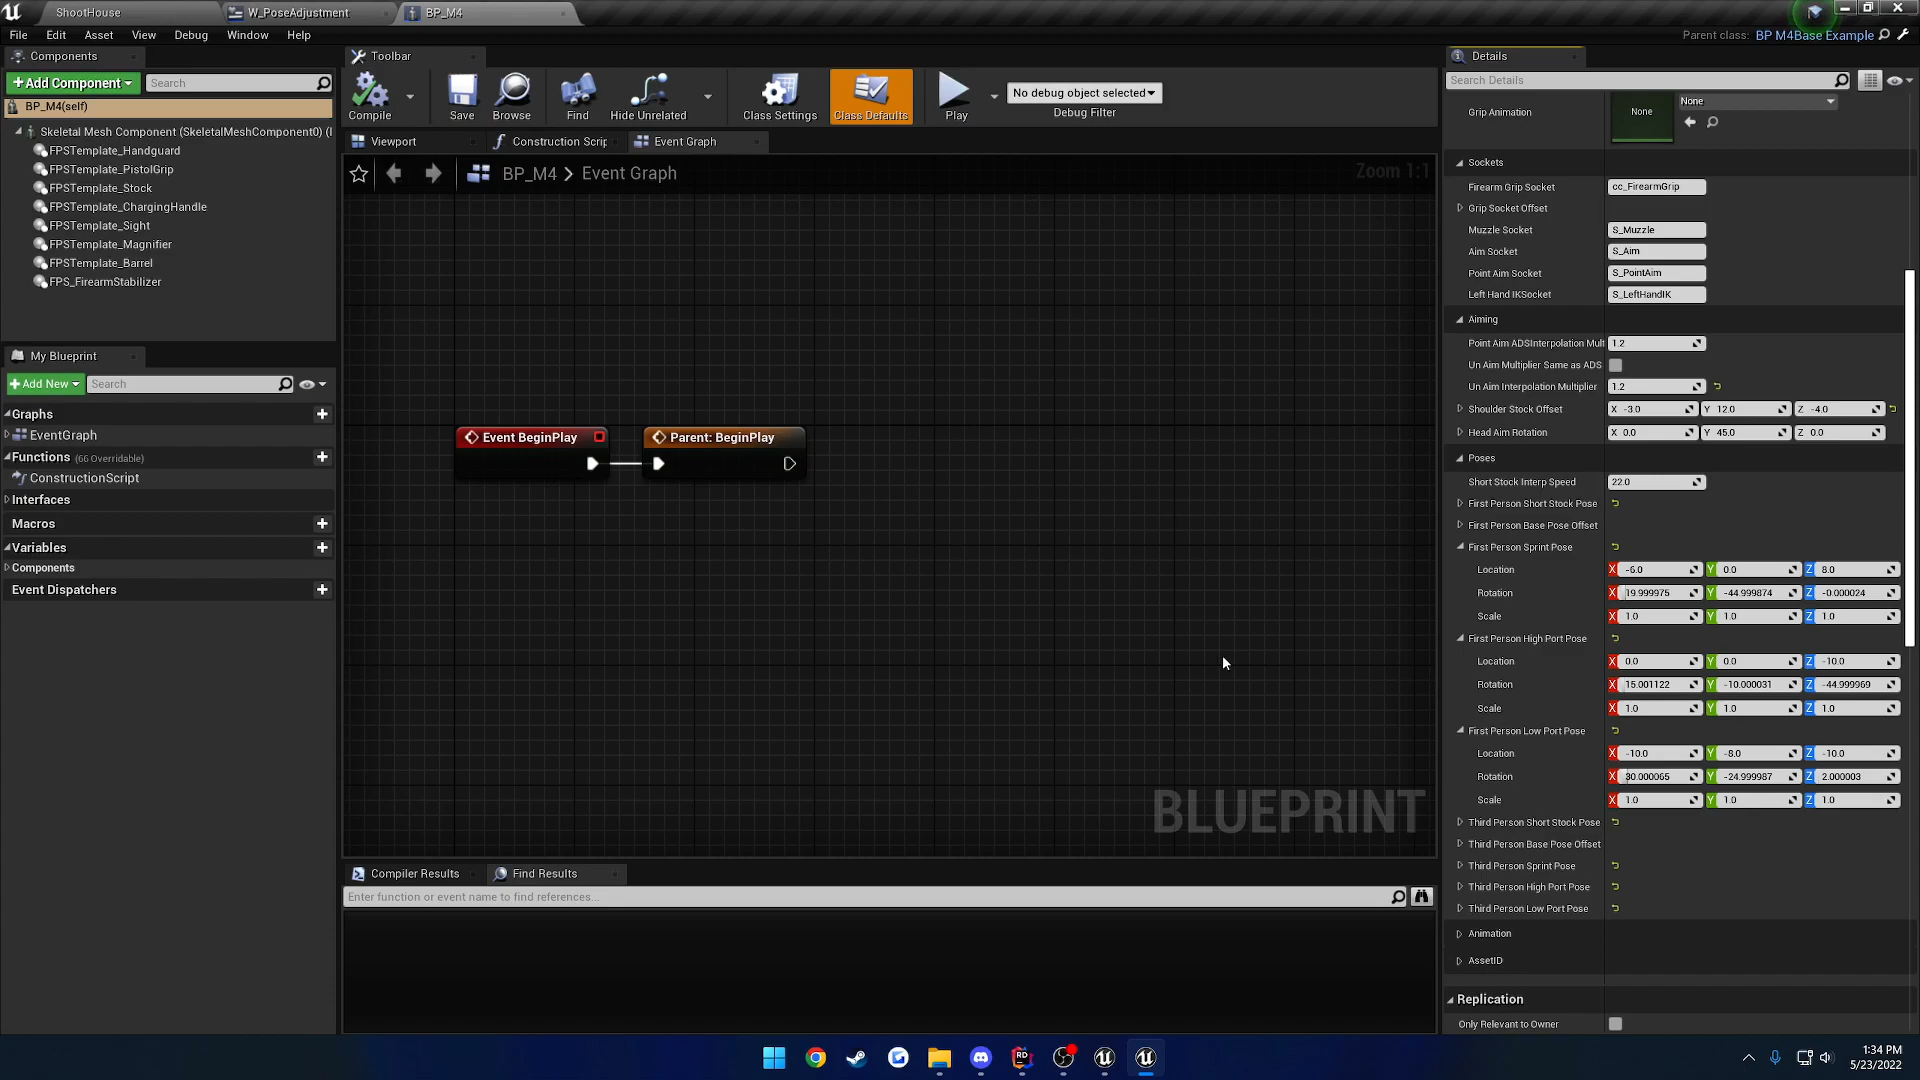 ShootHouse
W_PoseAdjustment
BP_M4
File Edit Asset View Debug Window Help
Parent class: BP M4Base Example
Components
Add Component
Search
BP_M4(self)
Skeletal Mesh Component (SkeletalMeshComponent0) (I
FPSTemplate_Handguard
FPSTemplate_PistolGrip
FPSTemplate_Stock
FPSTemplate_ChargingHandle
FPSTemplate_Sight
FPSTemplate_Magnifier
FPSTemplate_Barrel
FPS_FirearmStabilizer
My Blueprint
Add New
Search
Graphs
EventGraph
Functions (66 Overridable)
ConstructionScript
Interfaces
Macros
Variables
Components
Event Dispatchers
Toolbar
Compile
Save
Browse
Find
Hide Unrelated
Class Settings
Class Defaults
Play
No debug object selected
Debug Filter
Viewport
Construction Scrip
Event Graph
BP_M4 > Event Graph
Zoom 1:1
Event BeginPlay
Parent: BeginPlay
BLUEPRINT
Compiler Results
Find Results
Enter function or event name to find references...
Details
Search Details
Grip Animation
None
None
Sockets
Firearm Grip Socket cc_FirearmGrip
Grip Socket Offset
Muzzle Socket S_Muzzle
Aim Socket S_Aim
Point Aim Socket S_PointAim
Left Hand IKSocket S_LeftHandIK
Aiming
Point Aim ADSInterpolation Mult 1.2
Un Aim Multiplier Same as ADS
Un Aim Interpolation Multiplier 1.2
Shoulder Stock Offset X -3.0 Y 12.0 Z -4.0
Head Aim Rotation X 0.0 Y 45.0 Z 0.0
Poses
Short Stock Interp Speed 22.0
First Person Short Stock Pose
First Person Base Pose Offset
First Person Sprint Pose
Location X -6.0 Y 0.0 Z 8.0
Rotation X 19.999975 Y -44.999874 Z -0.000024
Scale X 1.0 Y 1.0 Z 1.0
First Person High Port Pose
Location X 0.0 Y 0.0 Z -10.0
Rotation X 15.001122 Y -10.000031 Z -44.999969
Scale X 1.0 Y 1.0 Z 1.0
First Person Low Port Pose
Location X -10.0 Y -8.0 Z -10.0
Rotation X 30.000065 Y -24.999987 Z 2.000003
Scale X 1.0 Y 1.0 Z 1.0
Third Person Short Stock Pose
Third Person Base Pose Offset
Third Person Sprint Pose
Third Person High Port Pose
Third Person Low Port Pose
Animation
AssetID
Replication
Only Relevant to Owner
1:34 PM
5/23/2022